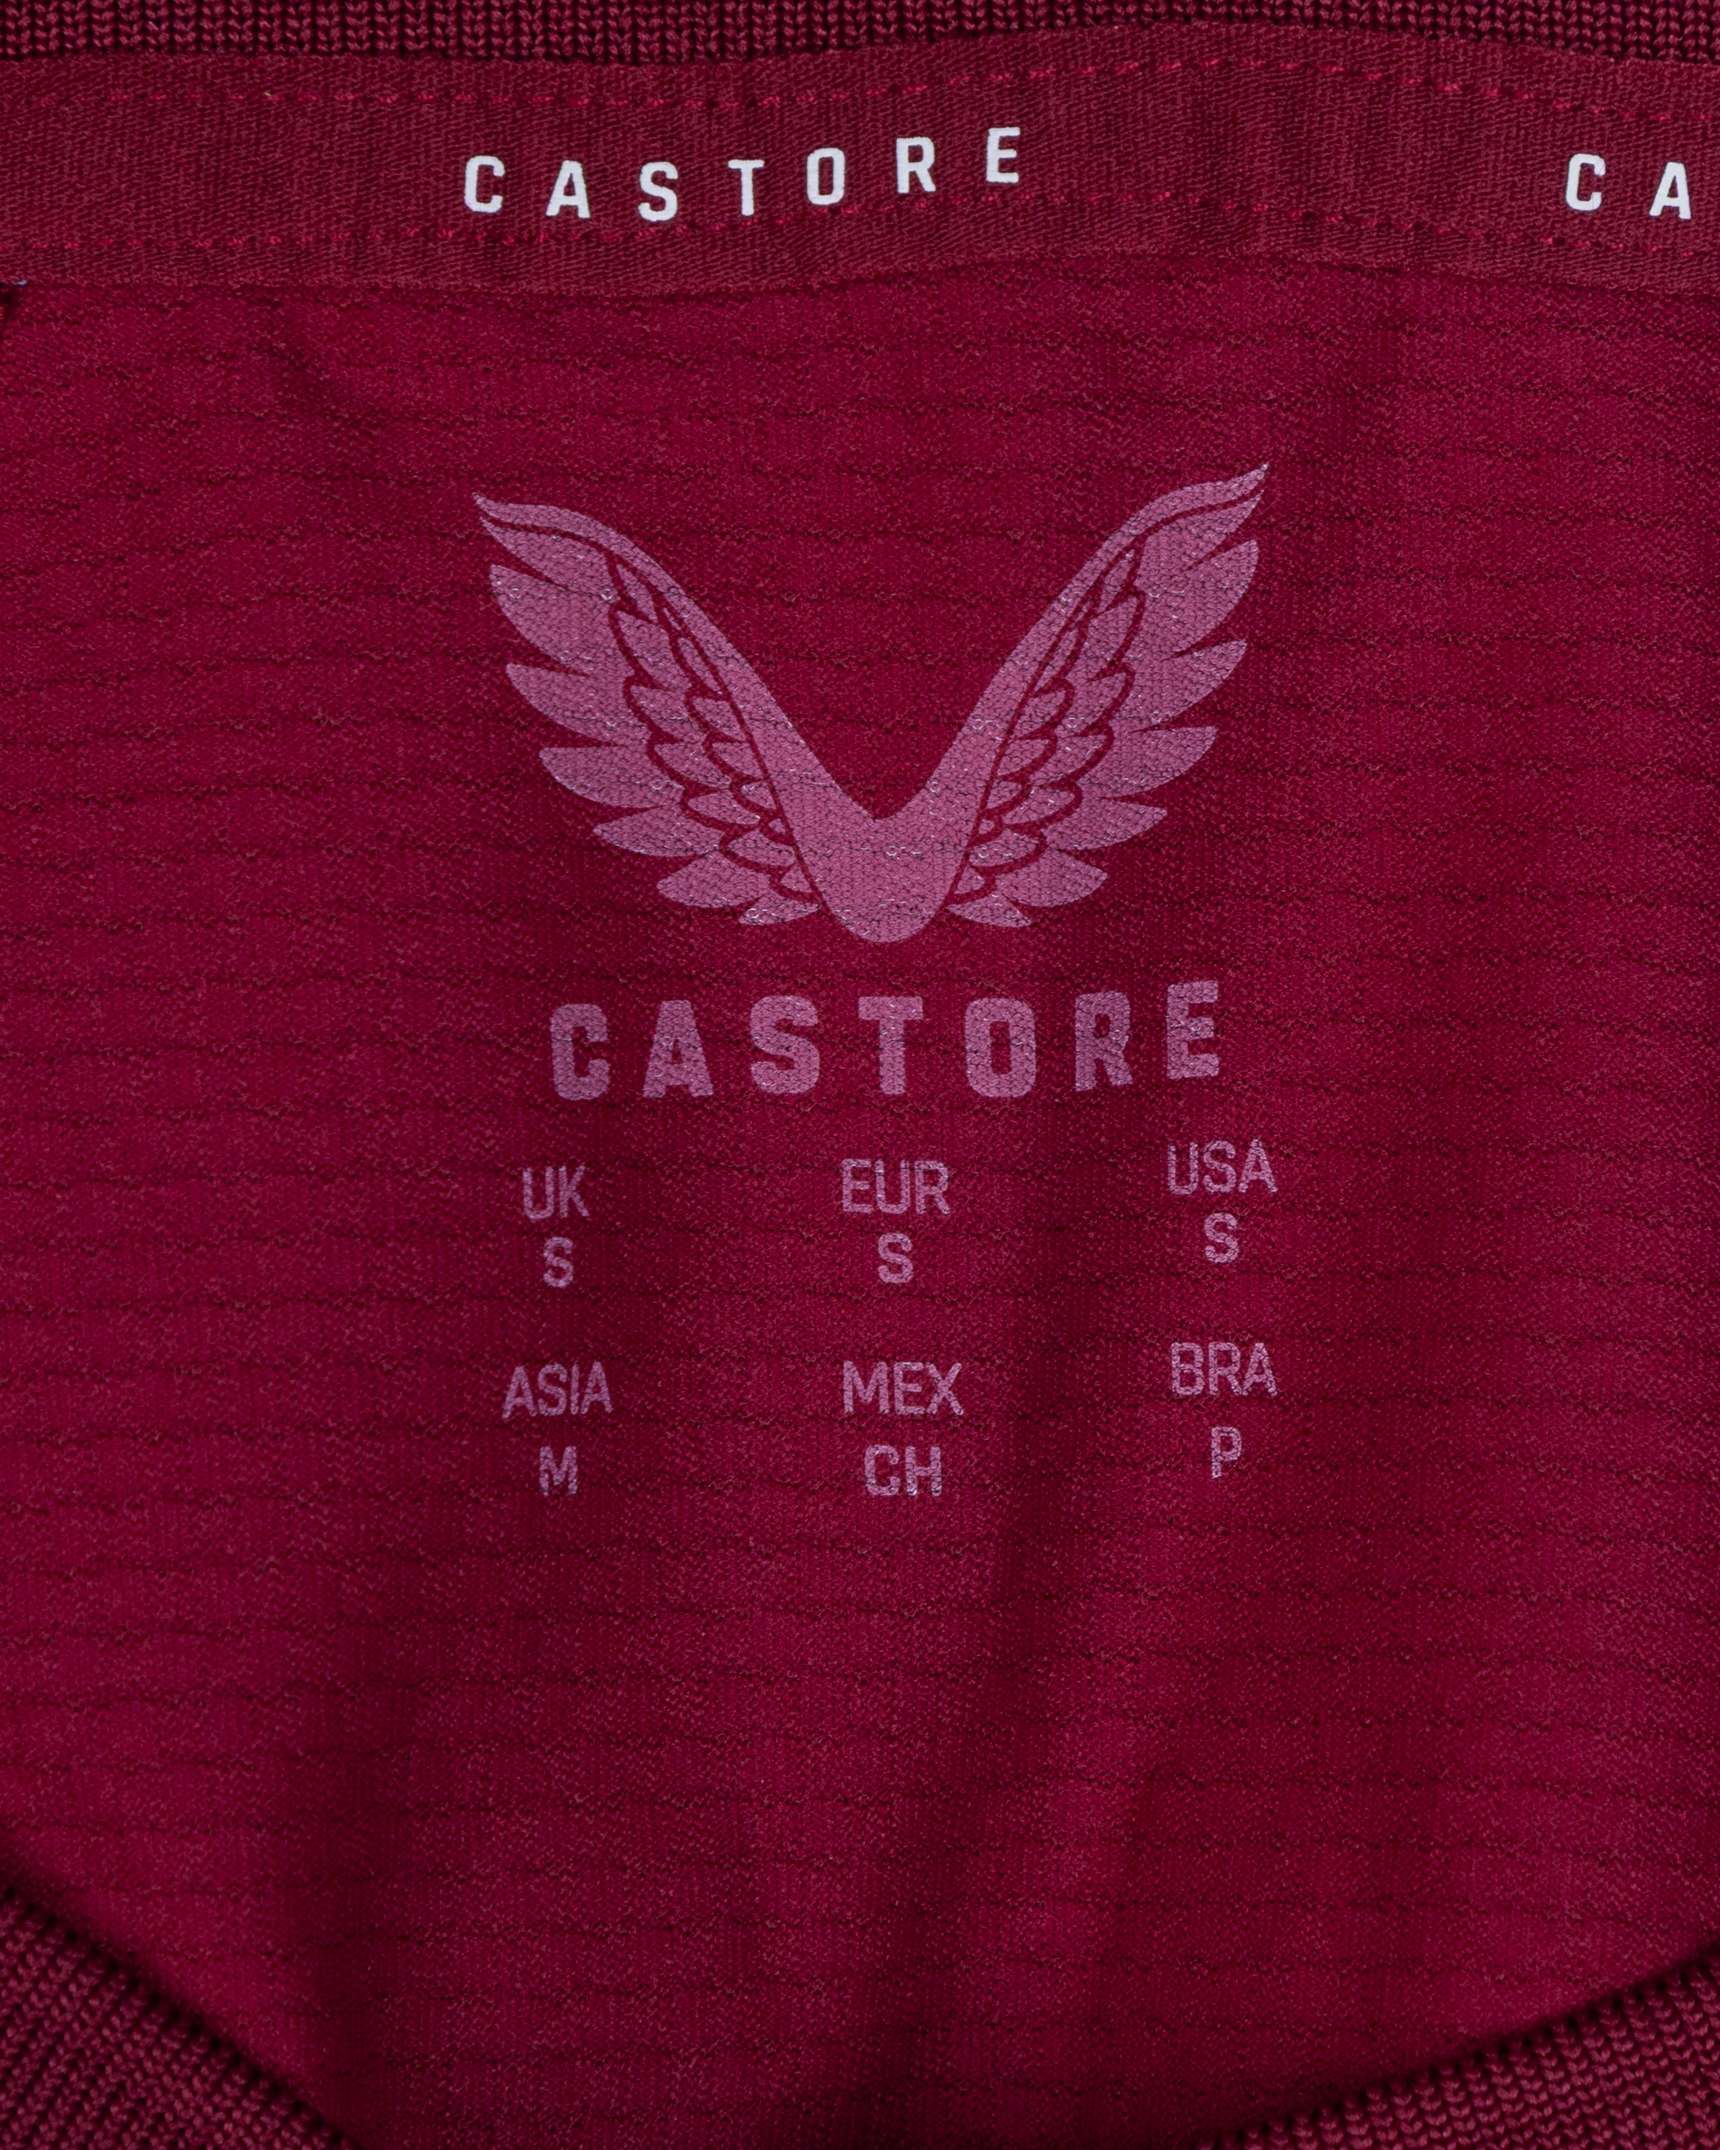 CASTORE CA
CASTORE
UK EUR USA
S S S
ASIA MEX BRA
M CH P